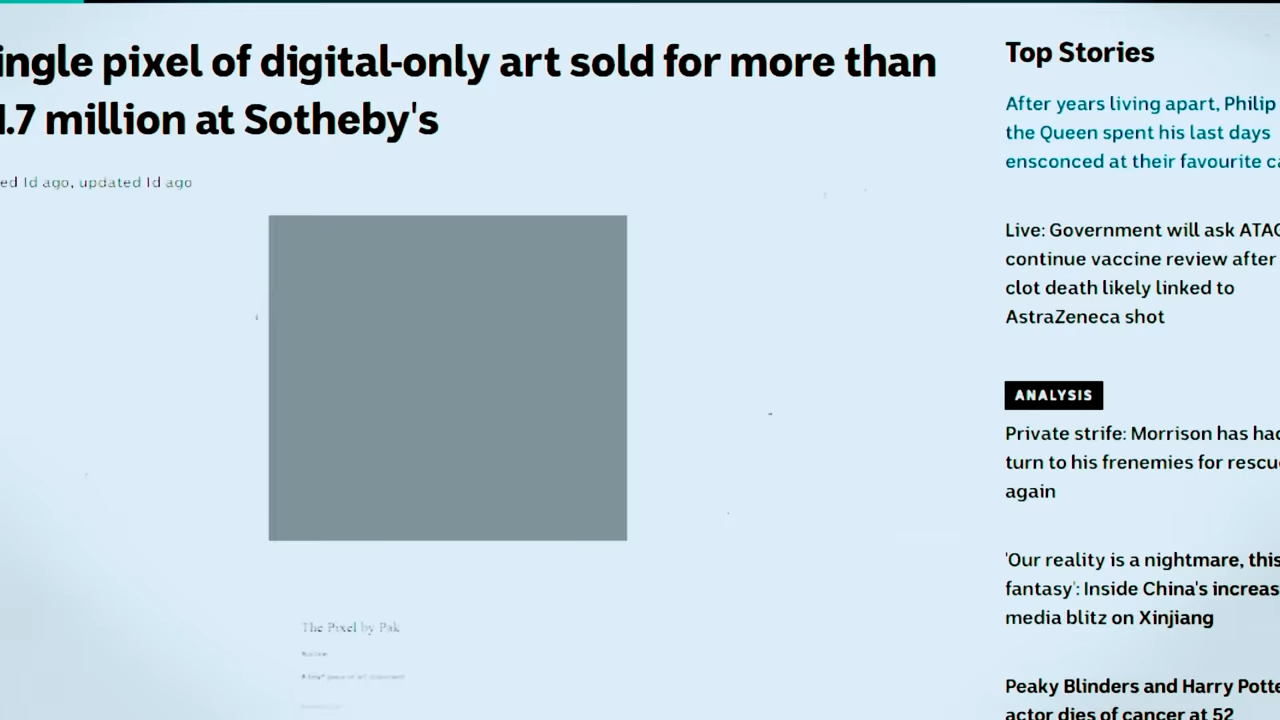 ingle pixel of digital-only art sold for more than
1.7 million at Sotheby's
ed 1d ago, updated 1d ago
The Pixel by Pak
Top Stories
After years living apart, Philip
the Queen spent his last days
ensconced at their favourite ca
Live: Government will ask ATAG
continue vaccine review after
clot death likely linked to
AstraZeneca shot
ANALYSIS
Private strife: Morrison has had
turn to his frenemies for rescue
again
'Our reality is a nightmare, this
fantasy': Inside China's increas
media blitz on Xinjiang
Peaky Blinders and Harry Potte
actor dies of cancer at 52